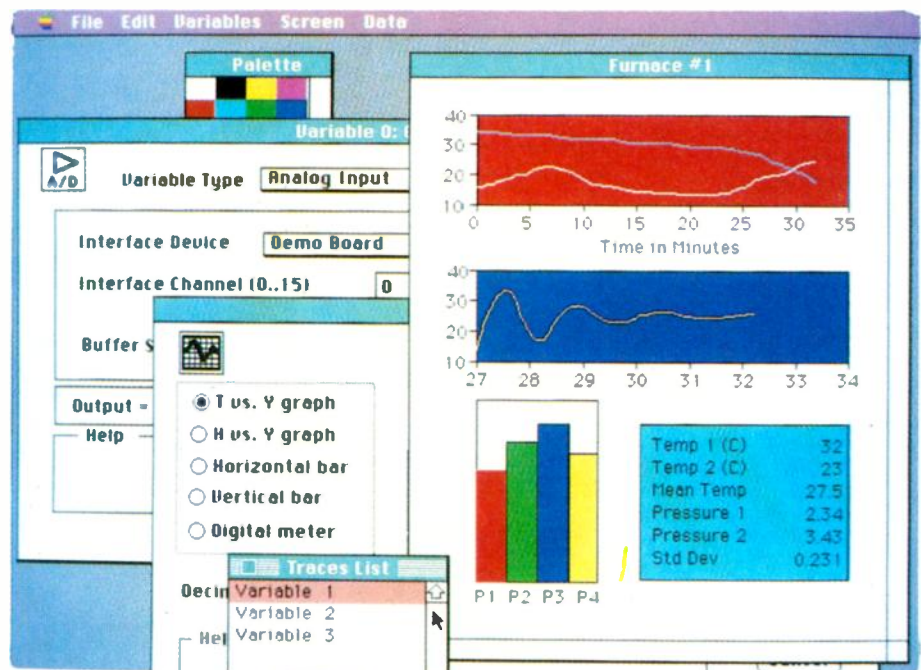 File Edit Variables Screen Data
Palette
Variable 0:
A/D
Variable Type Analog Input
Interface Device Demo Board
Interface Channel (0..15) 0
Buffer S
Output =
Help
T vs. Y graph
X vs. Y graph
Horizontal bar
Vertical bar
Digital meter
Decim
Hel
Traces List
Variable 1
Variable 2
Variable 3
Furnace #1
40
30
20
10
0 5 10 15 20 25 30 35
Time in Minutes
40
30
20
10
27 28 29 30 31 32 33 34
P1 P2 P3 P4
Temp 1 (C) 32
Temp 2 (C) 23
Mean Temp 27.5
Pressure 1 2.34
Pressure 2 3.43
Std Dev 0.231